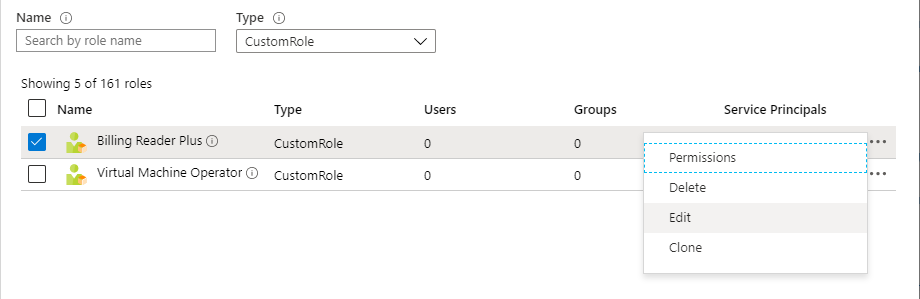 Name Type
Search by role name CustomRole
Showing 5 of 161 roles
Name Type Users Groups Service Principals
Billing Reader Plus CustomRole 0 0
Permissions
Virtual Machine Operator CustomRole 0 0
Delete
Edit
Clone